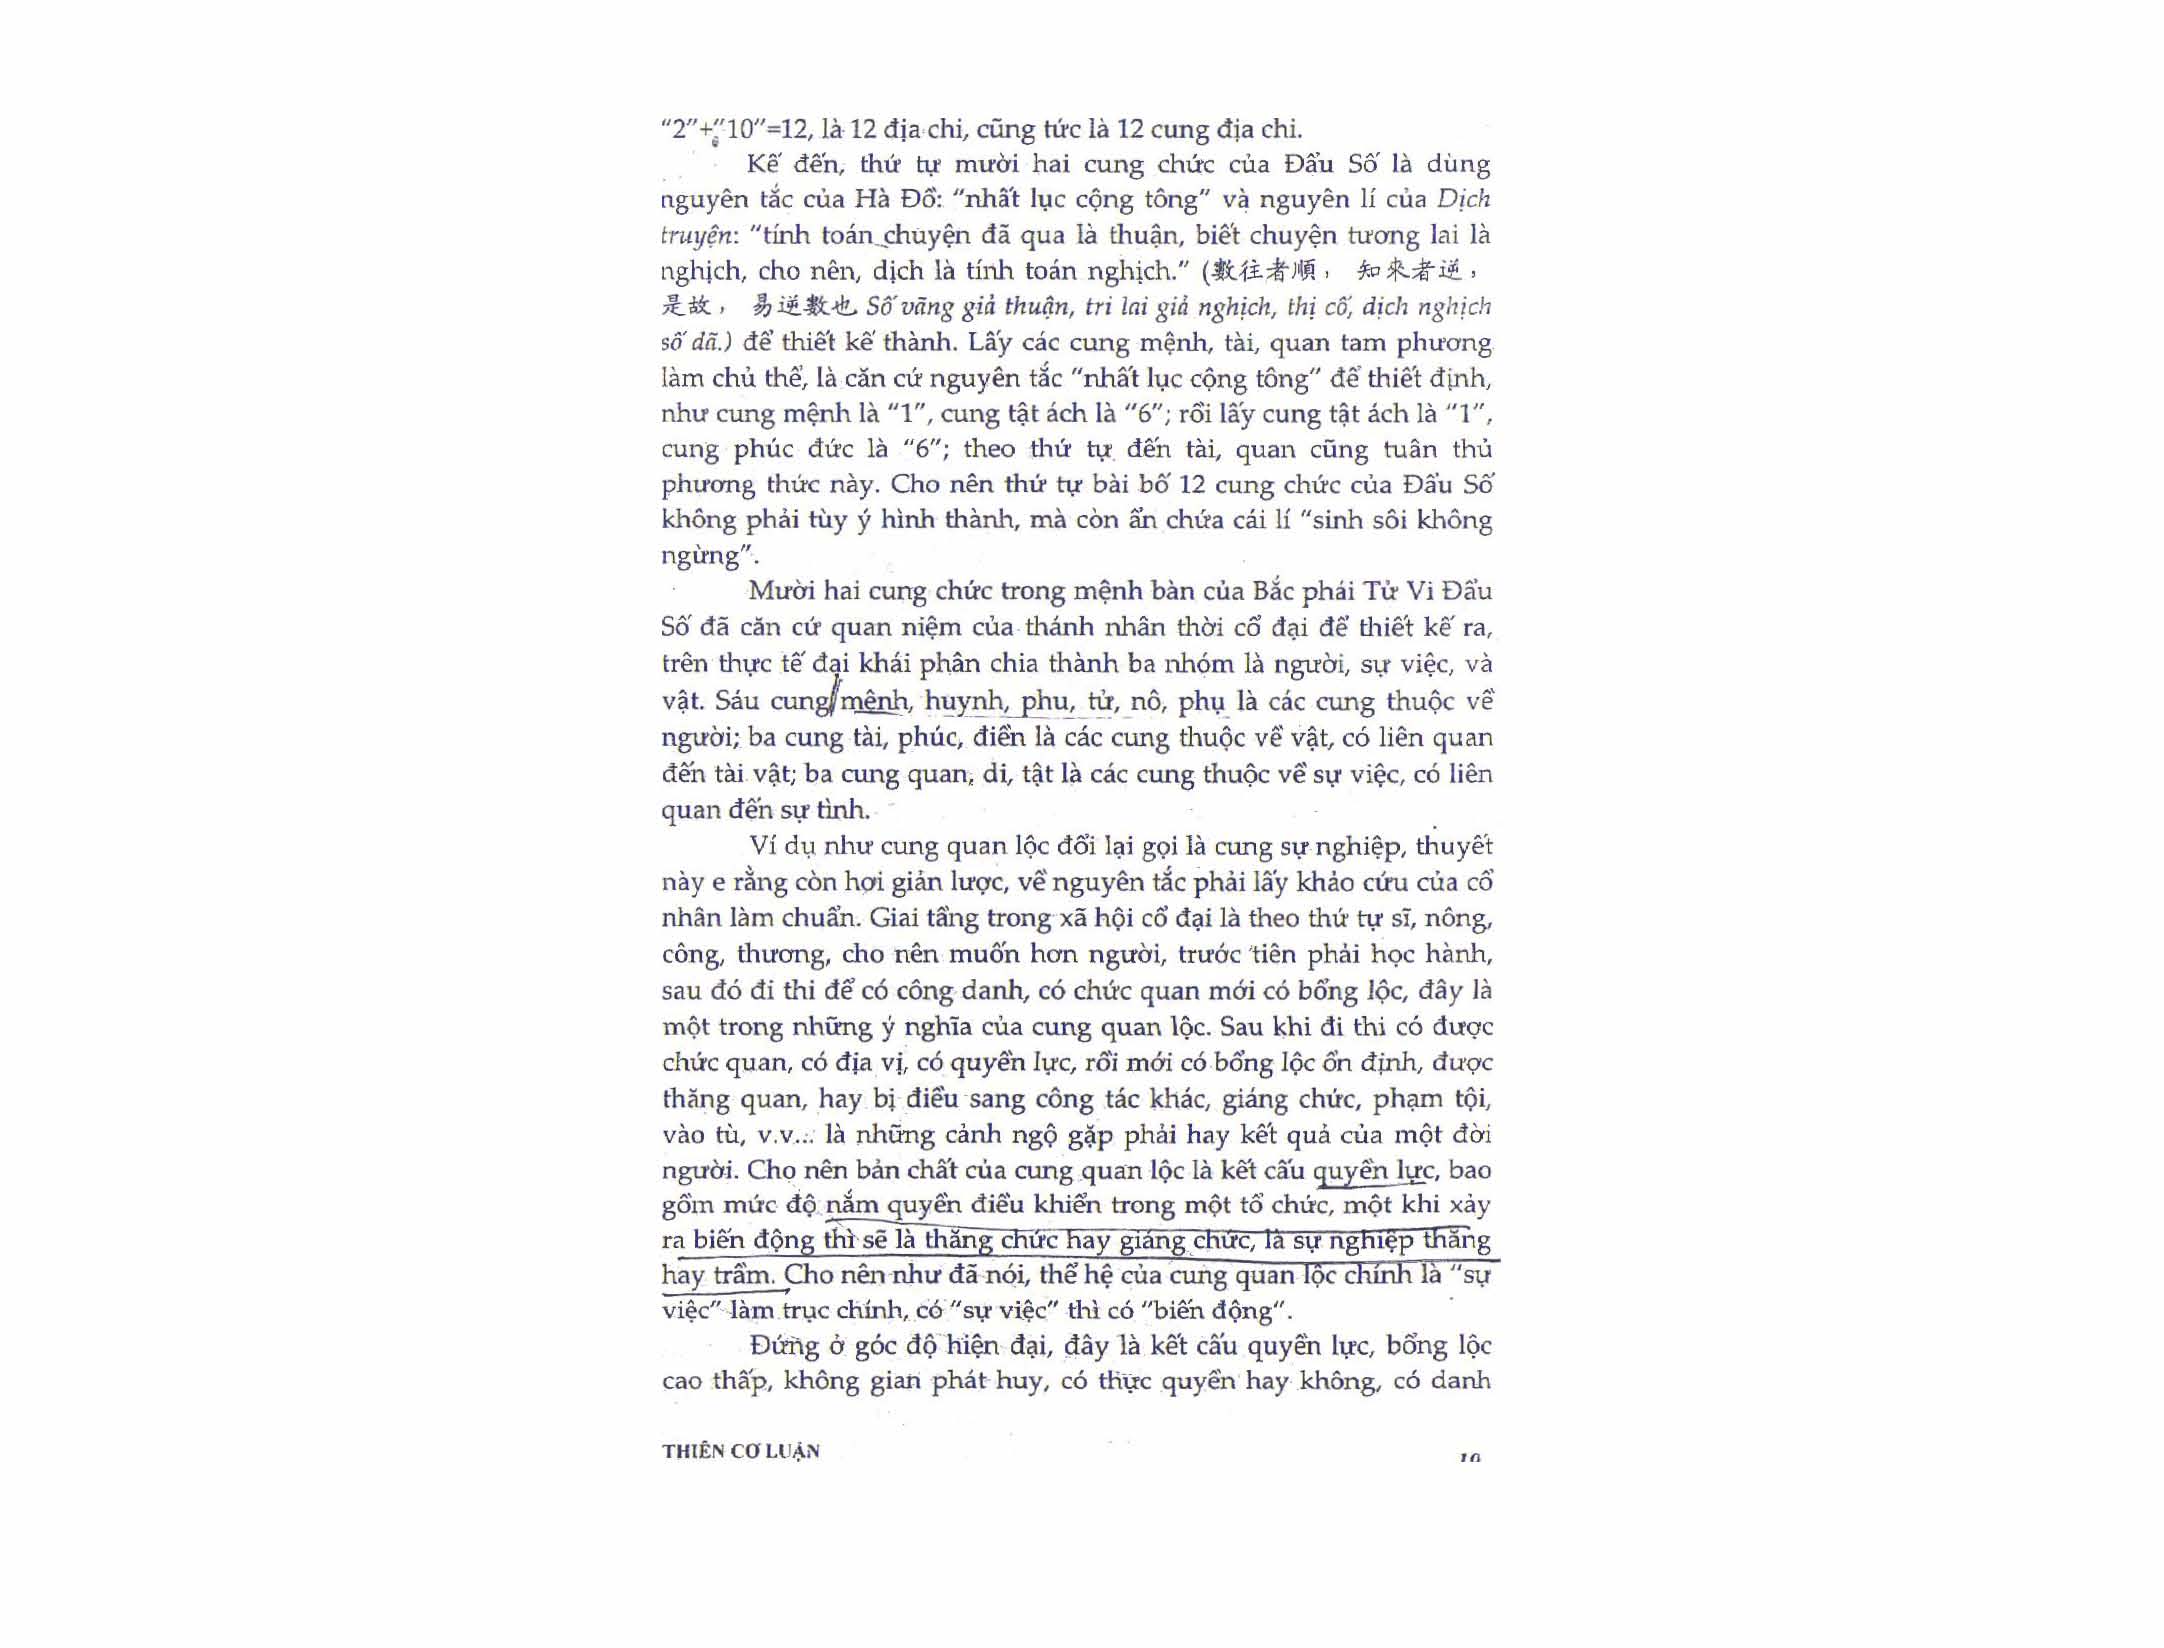 “2”+“10”=12, là 12 địa chi, cũng tức là 12 cung địa chi.
Kế đến, thứ tự mười hai cung chức của Đẩu Số là dùng
nguyên tắc của Hà Đồ: “nhất lục cộng tông” và nguyên lí của Dịch
truyện: “tính toán chuyện đã qua là thuận, biết chuyện tương lai là
nghịch, cho nên, dịch là tính toán nghịch.” (數往者順， 知來者逆，
是故， 易逆數也 Số vãng giả thuận, tri lai giả nghịch, thị cố, dịch nghịch
số dã.) để thiết kế thành. Lấy các cung mệnh, tài, quan tam phương
làm chủ thể, là căn cứ nguyên tắc “nhất lục cộng tông” để thiết định,
như cung mệnh là “1”, cung tật ách là “6”; rồi lấy cung tật ách là “1”,
cung phúc đức là “6”; theo thứ tự đến tài, quan cũng tuân thủ
phương thức này. Cho nên thứ tự bài bố 12 cung chức của Đẩu Số
không phải tùy ý hình thành, mà còn ẩn chứa cái lí “sinh sôi không
ngừng”.
Mười hai cung chức trong mệnh bàn của Bắc phái Tử Vi Đẩu
Số đã căn cứ quan niệm của thánh nhân thời cổ đại để thiết kế ra,
trên thực tế đại khái phân chia thành ba nhóm là người, sự việc, và
vật. Sáu cung mệnh, huynh, phu, tử, nô, phụ là các cung thuộc về
người; ba cung tài, phúc, điền là các cung thuộc về vật, có liên quan
đến tài vật; ba cung quan, di, tật là các cung thuộc về sự việc, có liên
quan đến sự tình.
Ví dụ như cung quan lộc đổi lại gọi là cung sự nghiệp, thuyết
này e rằng còn hơi giản lược, về nguyên tắc phải lấy khảo cứu của cổ
nhân làm chuẩn. Giai tầng trong xã hội cổ đại là theo thứ tự sĩ, nông,
công, thương, cho nên muốn hơn người, trước tiên phải học hành,
sau đó đi thi để có công danh, có chức quan mới có bổng lộc, đây là
một trong những ý nghĩa của cung quan lộc. Sau khi đi thi có được
chức quan, có địa vị, có quyền lực, rồi mới có bổng lộc ổn định, được
thăng quan, hay bị điều sang công tác khác, giáng chức, phạm tội,
vào tù, v.v... là những cảnh ngộ gặp phải hay kết quả của một đời
người. Cho nên bản chất của cung quan lộc là kết cấu quyền lực, bao
gồm mức độ nắm quyền điều khiển trong một tổ chức, một khi xảy
ra biến động thì sẽ là thăng chức hay giáng chức, là sự nghiệp thăng
hay trầm. Cho nên như đã nói, thể hệ của cung quan lộc chính là “sự
việc” làm trục chính, có “sự việc” thì có “biến động”.
Đứng ở góc độ hiện đại, đây là kết cấu quyền lực, bổng lộc
cao thấp, không gian phát huy, có thực quyền hay không, có danh
THIÊN CƠ LUẬN